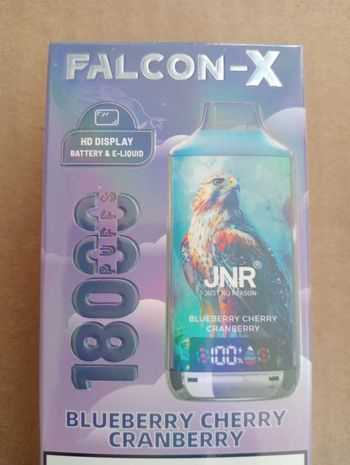 FALCON-X
HD DISPLAY
BATTERY & E-LIQUID
18000
PUFFS
JNR®
JUST NO REASON
BLUEBERRY CHERRY
CRANBERRY
100%
BLUEBERRY CHERRY
CRANBERRY